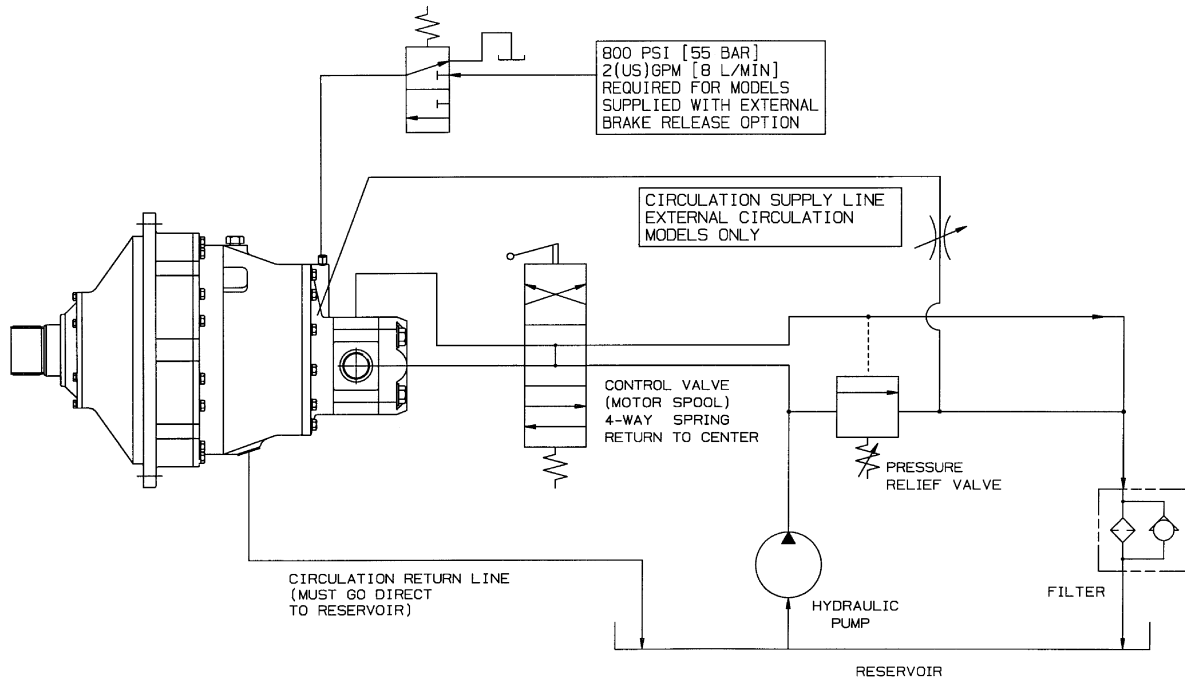 800 PSI [55 BAR]
2(US)GPM [8 L/MIN]
REQUIRED FOR MODELS
SUPPLIED WITH EXTERNAL
BRAKE RELEASE OPTION
CIRCULATION SUPPLY LINE
EXTERNAL CIRCULATION
MODELS ONLY
CONTROL VALVE
(MOTOR SPOOL)
4-WAY SPRING
RETURN TO CENTER
PRESSURE
RELIEF VALVE
CIRCULATION RETURN LINE
(MUST GO DIRECT
TO RESERVOIR)
HYDRAULIC
PUMP
FILTER
RESERVOIR